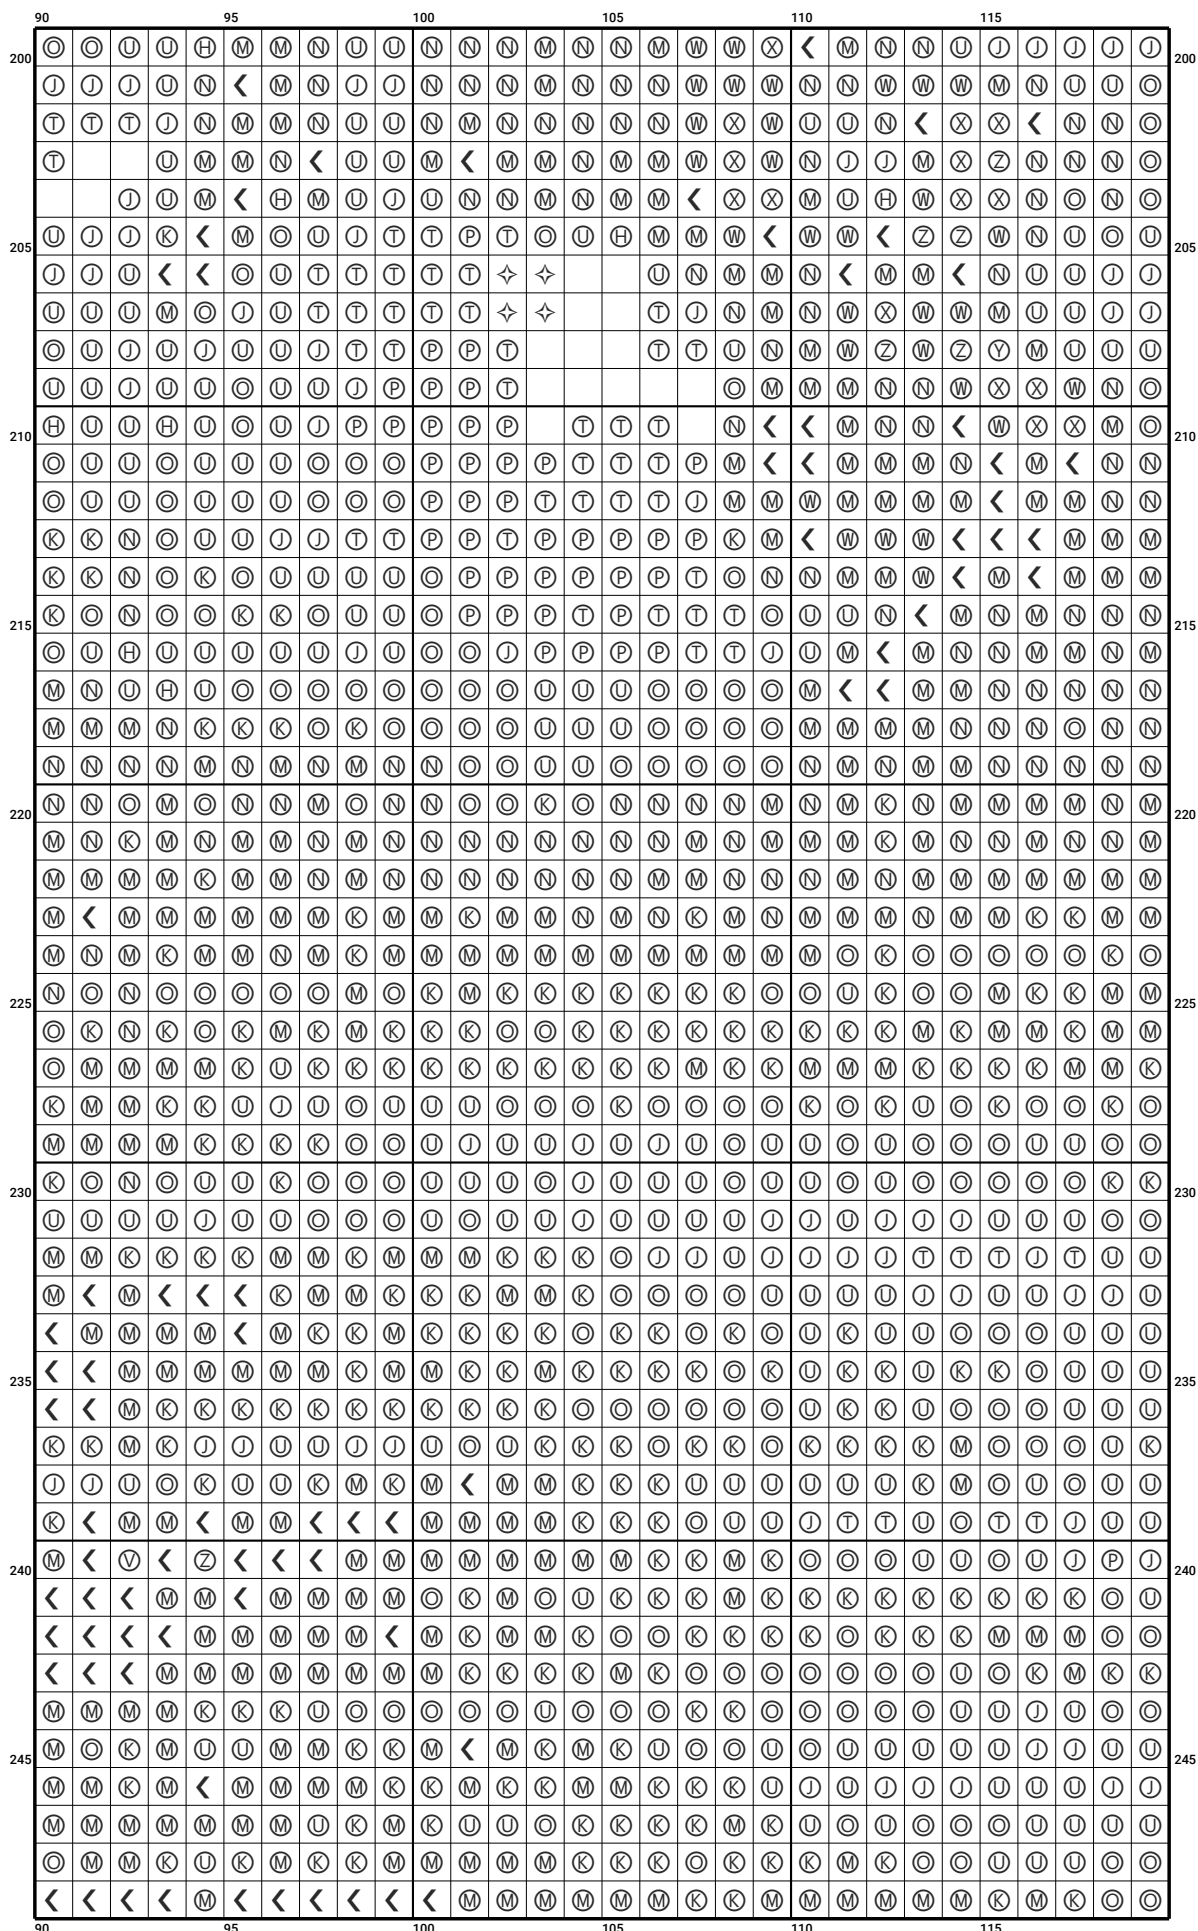 90 95 100 105 110 115
200 O O U U H M M N U U N N N M N N M W W X ❮ M N N U J J J J J 200
J J J U N ❮ M N J J N N N M N N N W W W N N W W W M N U U O
T T T J N M M N U U N M N N N N N W X W U U N ❮ X X ❮ N N O
T U M M N ❮ U U M ❮ M M N M M W X W N J J M X Z N N N O
J U M ❮ H M U J U N N M N M M ❮ X X M U H W X X N O N O
205 U J J K ❮ M O U J T T P T O U H M M W ❮ W W ❮ Z Z W N U O U 205
J J U ❮ ❮ O U T T T T T ✧ ✧ U N M M N ❮ M M ❮ N U U J J
U U U M O J U T T T T T ✧ ✧ T J N M N W X W W M U U J J
O U J U J U U J T T P P T T T U N M W Z W Z Y M U U U
U U J U U O U U J P P P T O M M M N N W X X W N O
210 H U U H U O U J P P P P P T T T N ❮ ❮ M N N ❮ W X X M O 210
O U U O U U U O O O P P P P T T T P M ❮ ❮ M M M N ❮ M ❮ N N
O U U O U U U O O O P P P T T T T J M M W M M M M ❮ M M N N
K K N O U U J J T T P P T P P P P P K M ❮ W W W ❮ ❮ ❮ M M M
K K N O K O U U U U O P P P P P P T O N N M M W ❮ M ❮ M M M
215 K O N O O K K O U U O P P P T P T T T O U U N ❮ M N M N N N 215
O U H U U U U U J U O O J P P P P T T J U M ❮ M N N M M N M
M N U H U O O O O O O O O U U U O O O O M ❮ ❮ M M N N N N N
M M M N K K K O K O O O O U U U O O O O M M M M N N N O N N
N N N N M N M N M N N O O U U O O O O O N M N M M N N N N N
220 N N O M O N N M O N N O O K O N N N N M N M K N M M M M N M 220
M N K M N M N M N N N N N N N N N M N M M M K M N N M N N M
M M M M K M M N M N N N N N N N M M N N N M N M M M M M M M
M ❮ M M M M M M K M M K M M N M N K M N M M M N M M K K M M
M N M K M M N M K M M M M M M M M M M M M O K O O O O O K O
225 N O N O O O O O M O K M K K K K K K K O O U K O O M K K M M 225
O K N K O K M K M K K K O O K K K K K K K K K M K M M K M M
O M M M M K U K K K K K K K K K K M K K M M M K K K K M M K
K M M K K U J U O U U U O O O K O O O O K O K U O K O O K O
M M M M K K K K O O U J U U J U J U O U U O U O O O U U O O
230 K O N O U U K O O O U U U O J U U U O U U O U O O O O O K K 230
U U U U J U U O O O U O U U J U U U U J J U J J J U U U O O
M M K K K K M M K M M M K K K O J J U J J J J T T T J T U U
M ❮ M ❮ ❮ ❮ K M M K K K M M K O O O O U U U U J J U U J J U
❮ M M M M ❮ M K K M K K K K O K K O K O U K U U O O O U U U
235 ❮ ❮ M M M M M M K M M K K M K K K K O K U K K U K K O U U U 235
❮ ❮ M K K K K K K K K K K K O O O O O O U K K U O O O U U U
K K M K J J U U J J U O U K K K O K K O K K K K M O O O U K
J J U O K U U K M K M ❮ M M K K K U U U U U U K M O U O U U
K ❮ M M ❮ M M ❮ ❮ ❮ M M M M K K K O U U J T T U O T T J U U
240 M ❮ V ❮ Z ❮ ❮ ❮ M M M M M M M M K K M K O O O U U O U J P J 240
❮ ❮ ❮ M M ❮ M M M M O K M O U K K K M K K K K K K K K K O U
❮ ❮ ❮ ❮ M M M M M ❮ M K M M K O O K K K K O K K K M M M O O
❮ ❮ ❮ M M M M M M M M K K K K M K O O O O O O O U O K M K K
M M M M K K K U O O O O O U O O O K K O O O O O U U J U O O
245 M O K M U U M M K K M ❮ M K M K U O O U O U U U U U J J U U 245
M M K M ❮ M M M M K K M K K M M K K K U J U J J J U U U J J
M M M M M M M U K M K U U O K K K K M K U O U O O O U U U U
O M M K U K M K K M M M M M K K K O K K K M K O O U U U O O
❮ ❮ ❮ ❮ M ❮ ❮ ❮ ❮ ❮ ❮ M M M M M M K K M M M M M M K M K O O
90 95 100 105 110 115